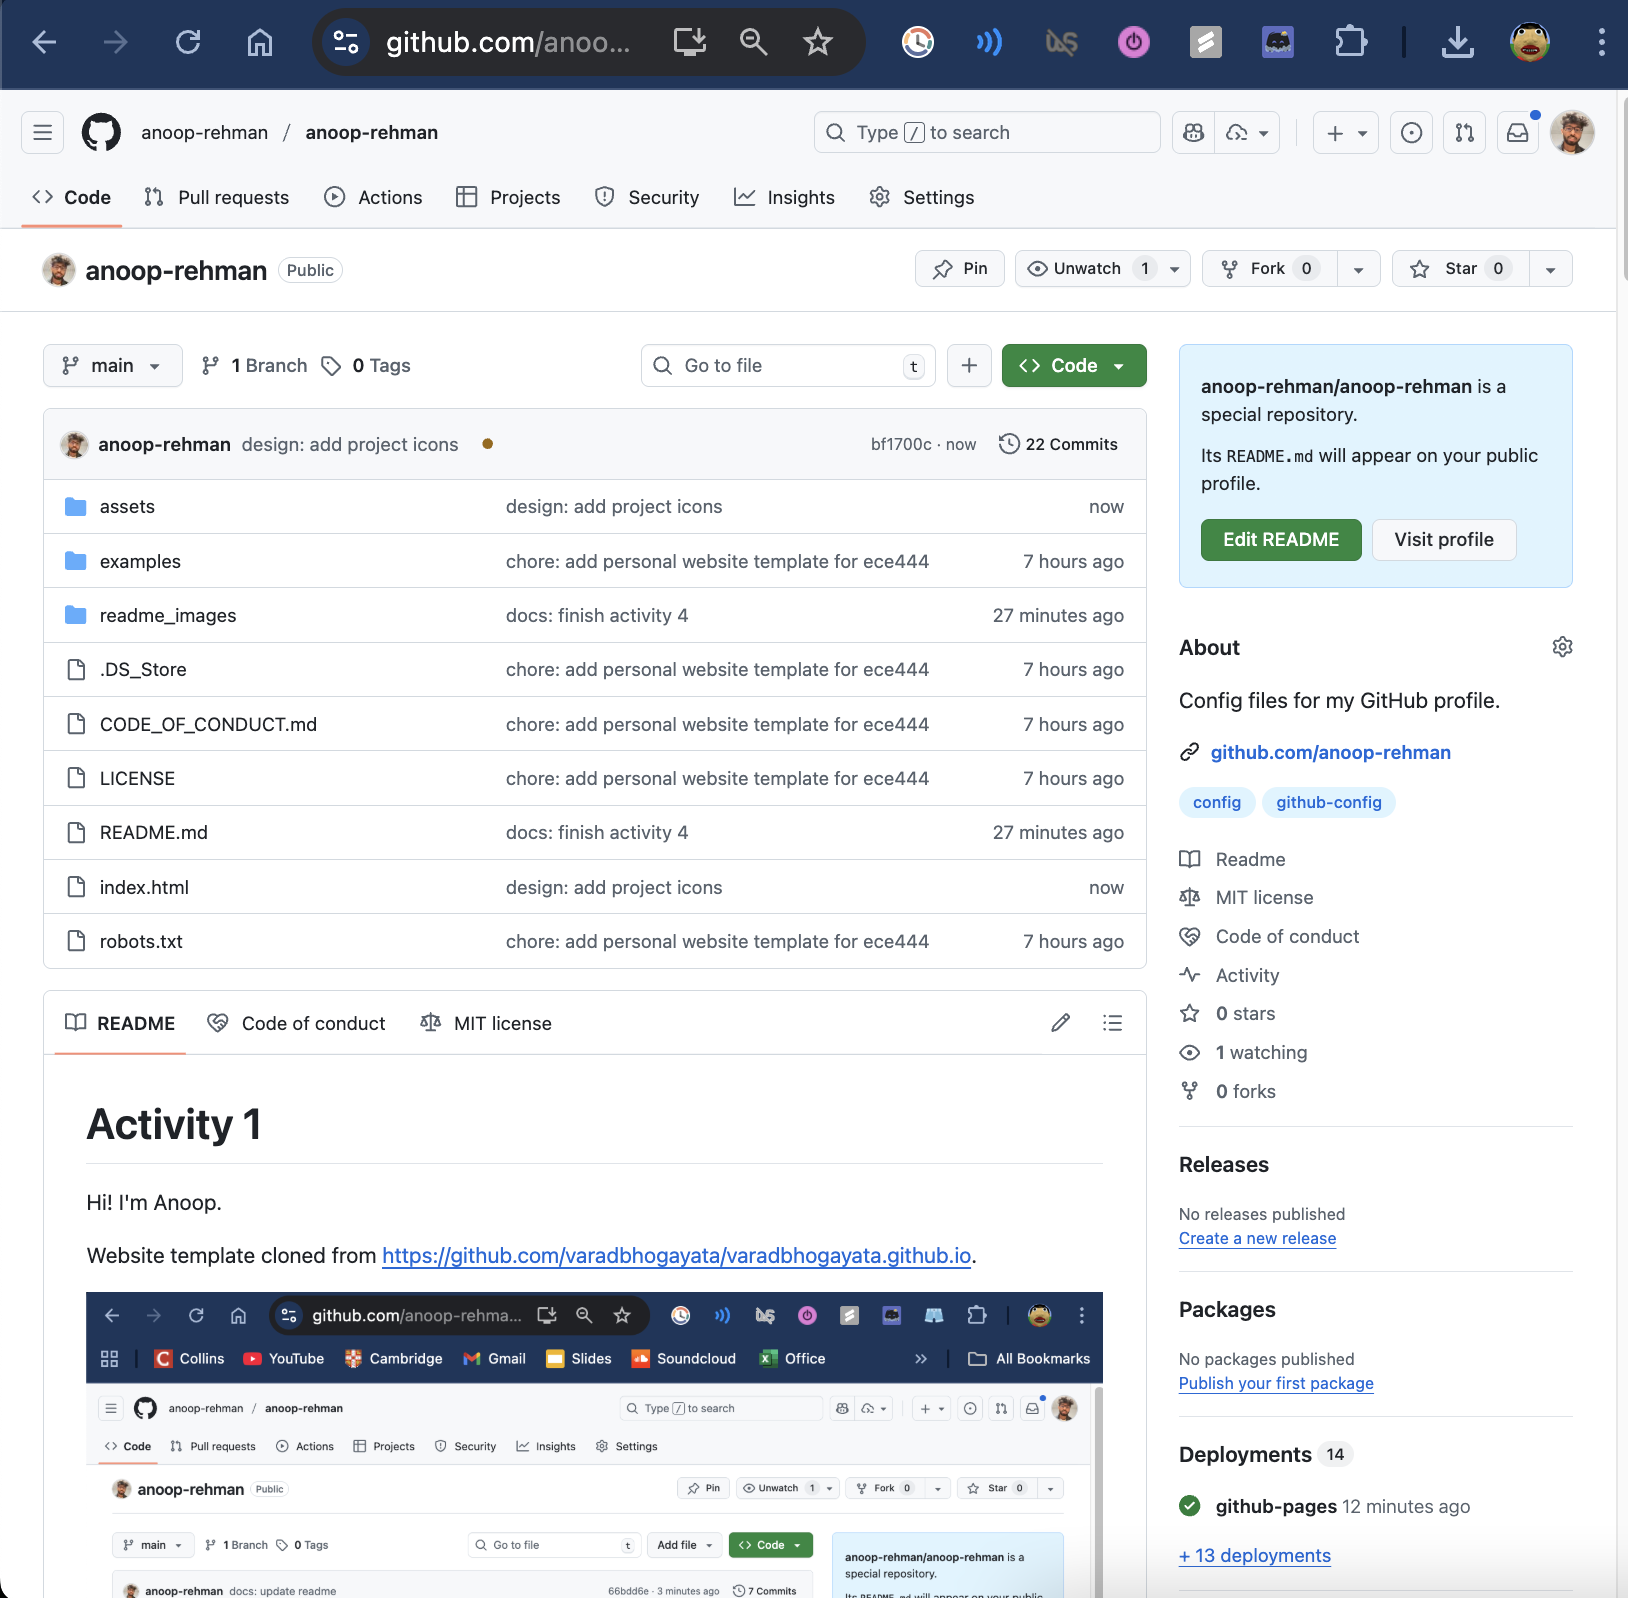 github.com/anoo...
anoop-rehman / anoop-rehman
Type / to search
Code
Pull requests
Actions
Projects
Security
Insights
Settings
anoop-rehman Public
Pin
Unwatch 1
Fork 0
Star 0
main
1 Branch
0 Tags
Go to file t
Code
anoop-rehman design: add project icons
bf1700c · now
22 Commits
assets design: add project icons now
examples chore: add personal website template for ece444 7 hours ago
readme_images docs: finish activity 4 27 minutes ago
.DS_Store chore: add personal website template for ece444 7 hours ago
CODE_OF_CONDUCT.md chore: add personal website template for ece444 7 hours ago
LICENSE chore: add personal website template for ece444 7 hours ago
README.md docs: finish activity 4 27 minutes ago
index.html design: add project icons now
robots.txt chore: add personal website template for ece444 7 hours ago
anoop-rehman/anoop-rehman is a
special repository.
Its README.md will appear on your public
profile.
Edit README
Visit profile
About
Config files for my GitHub profile.
github.com/anoop-rehman
config github-config
Readme
MIT license
Code of conduct
Activity
0 stars
1 watching
0 forks
Releases
No releases published
Create a new release
Packages
No packages published
Publish your first package
Deployments 14
github-pages 12 minutes ago
+ 13 deployments
README
Code of conduct
MIT license
Activity 1
Hi! I'm Anoop.
Website template cloned from https://github.com/varadbhogayata/varadbhogayata.github.io.
github.com/anoop-rehma...
Collins YouTube Cambridge Gmail Slides Soundcloud Office » All Bookmarks
anoop-rehman / anoop-rehman
Type / to search
Code Pull requests Actions Projects Security Insights Settings
anoop-rehman Public
Pin
Unwatch 1
Fork 0
Star 0
main
1 Branch
0 Tags
Go to file t
Add file
Code
anoop-rehman docs: update readme
66bdd6e · 3 minutes ago
7 Commits
anoop-rehman/anoop-rehman is a
special repository.
Its README.md will appear on your public